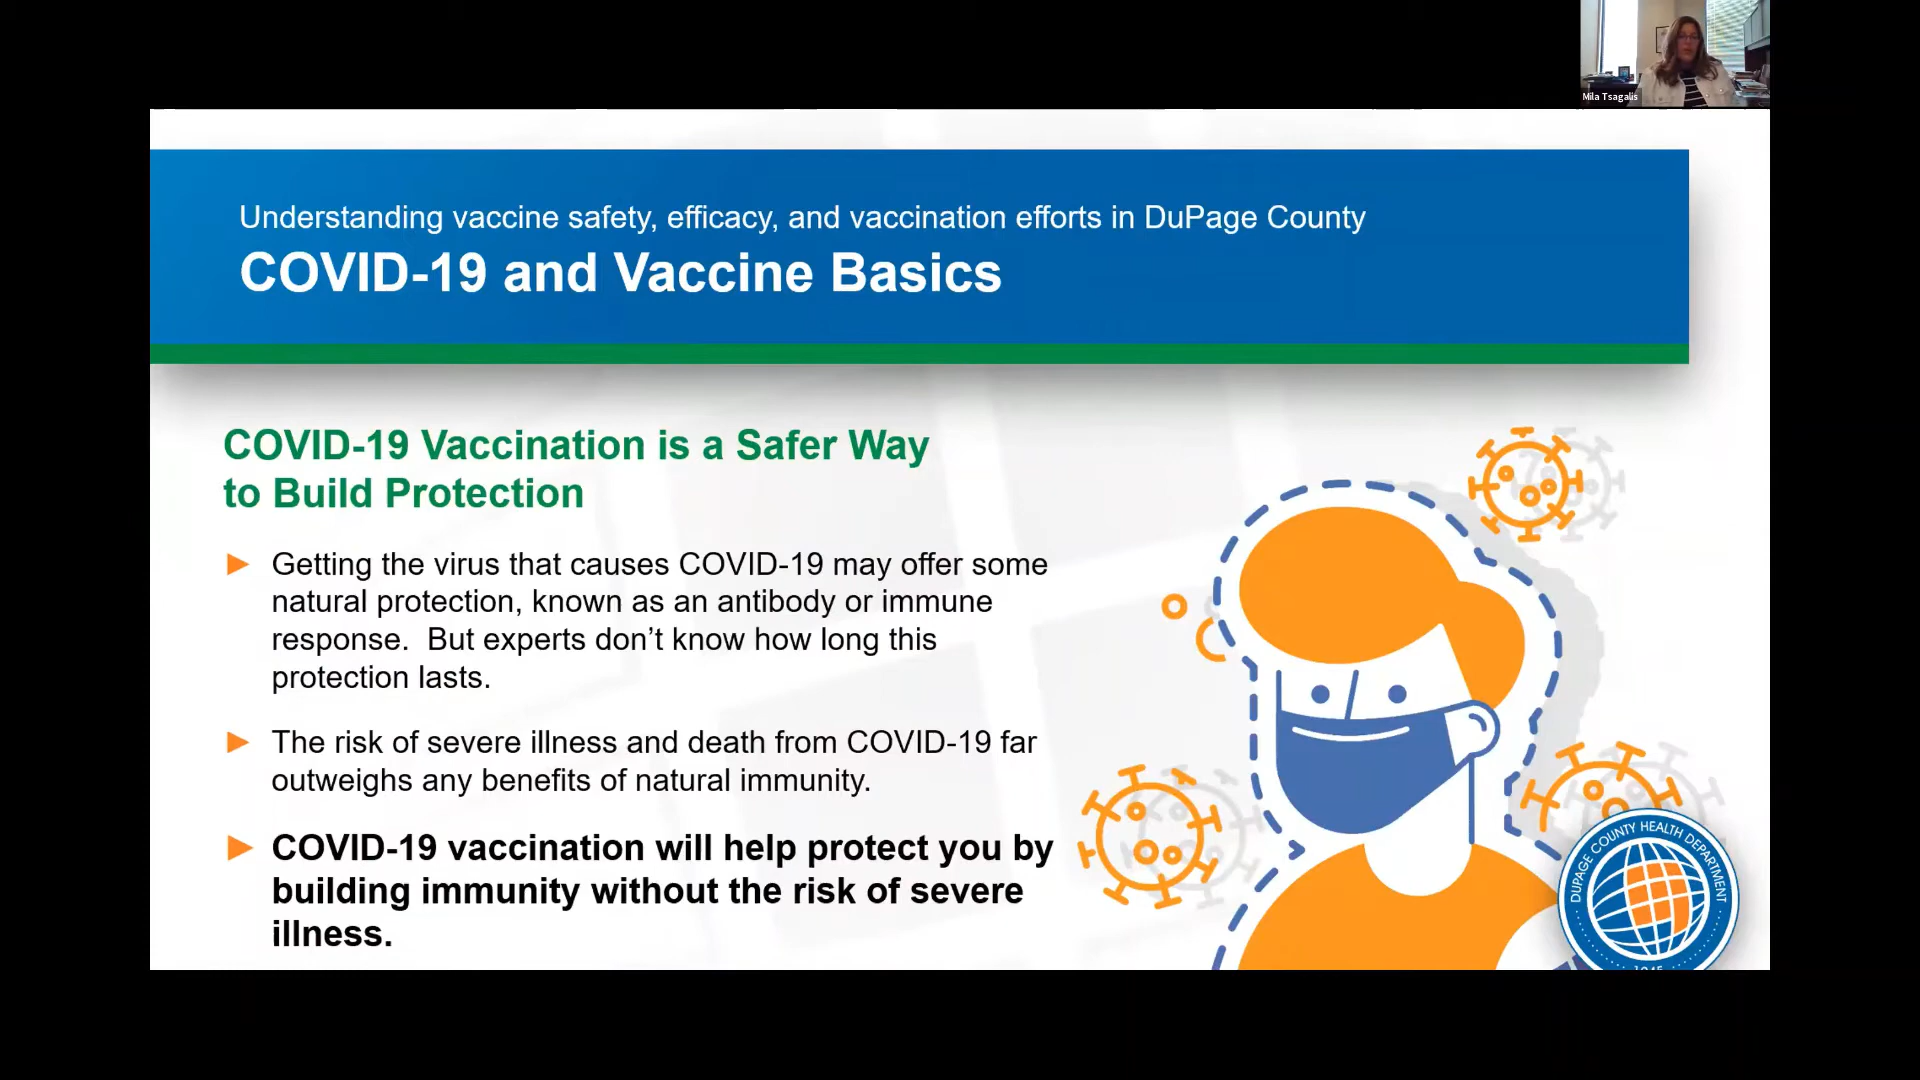 Mila Tsagalis
Understanding vaccine safety, efficacy, and vaccination efforts in DuPage County
COVID-19 and Vaccine Basics
COVID-19 Vaccination is a Safer Way
to Build Protection
Getting the virus that causes COVID-19 may offer some
natural protection, known as an antibody or immune
response.  But experts don’t know how long this
protection lasts.
The risk of severe illness and death from COVID-19 far
outweighs any benefits of natural immunity.
COVID-19 vaccination will help protect you by
building immunity without the risk of severe
illness.
DUPAGE COUNTY HEALTH DEPARTMENT